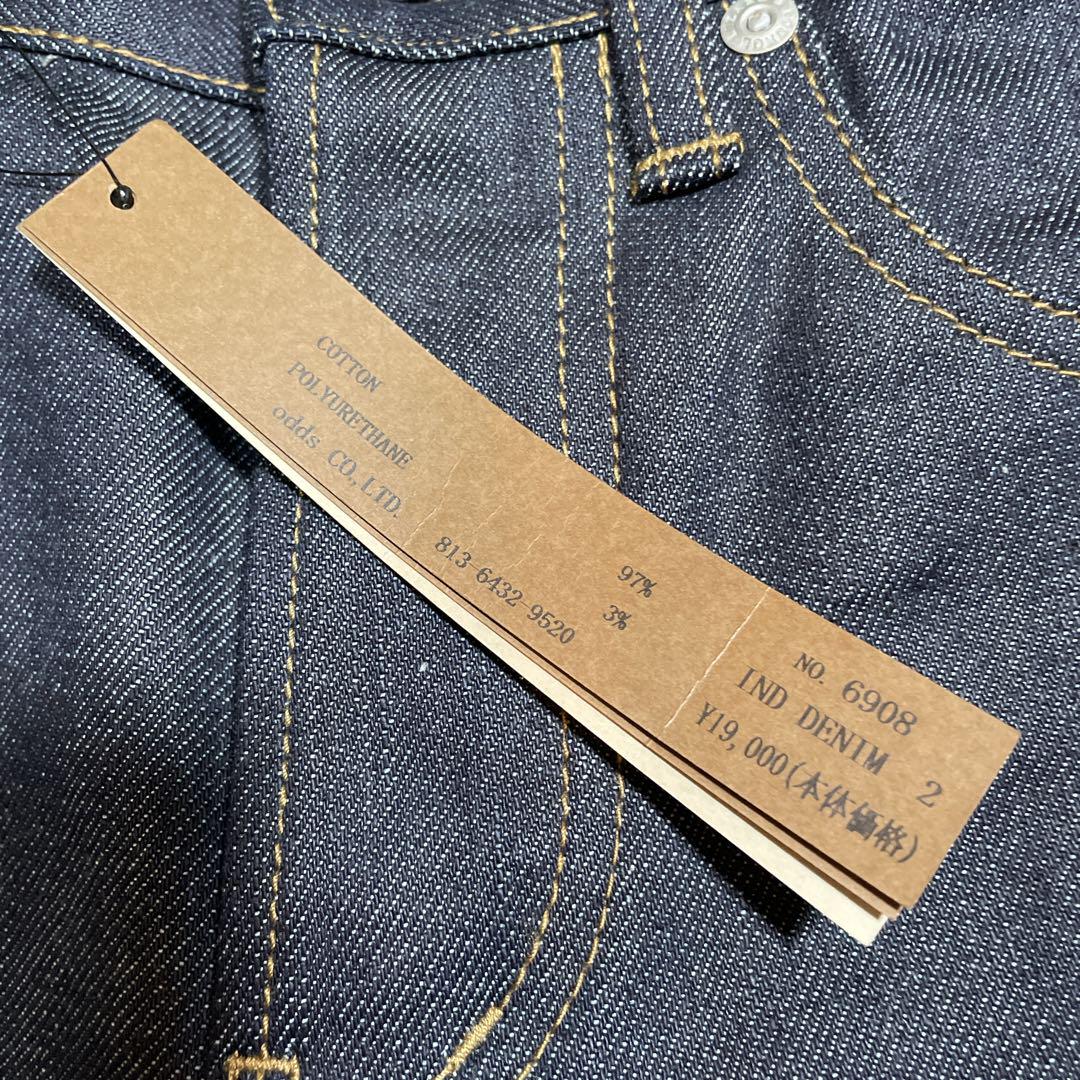 COTTON 97%
POLYURETHANE 3%
odds CO.,LTD.
813-6432-9520
NO. 6908
IND DENIM 2
¥19,000(本体価格)